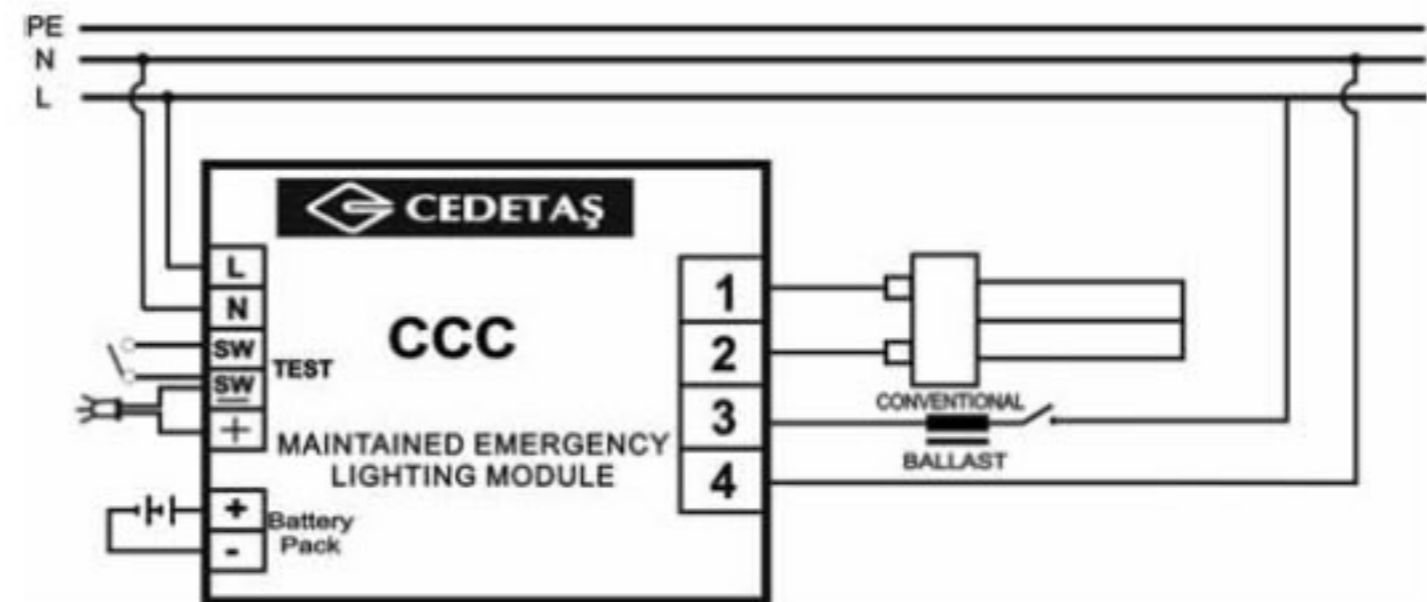 PE
N
L
CEDETAŞ
L
N
SW
SW
+
TEST
CCC
MAINTAINED EMERGENCY
LIGHTING MODULE
+
-
Battery
Pack
1
2
3
4
CONVENTIONAL
BALLAST